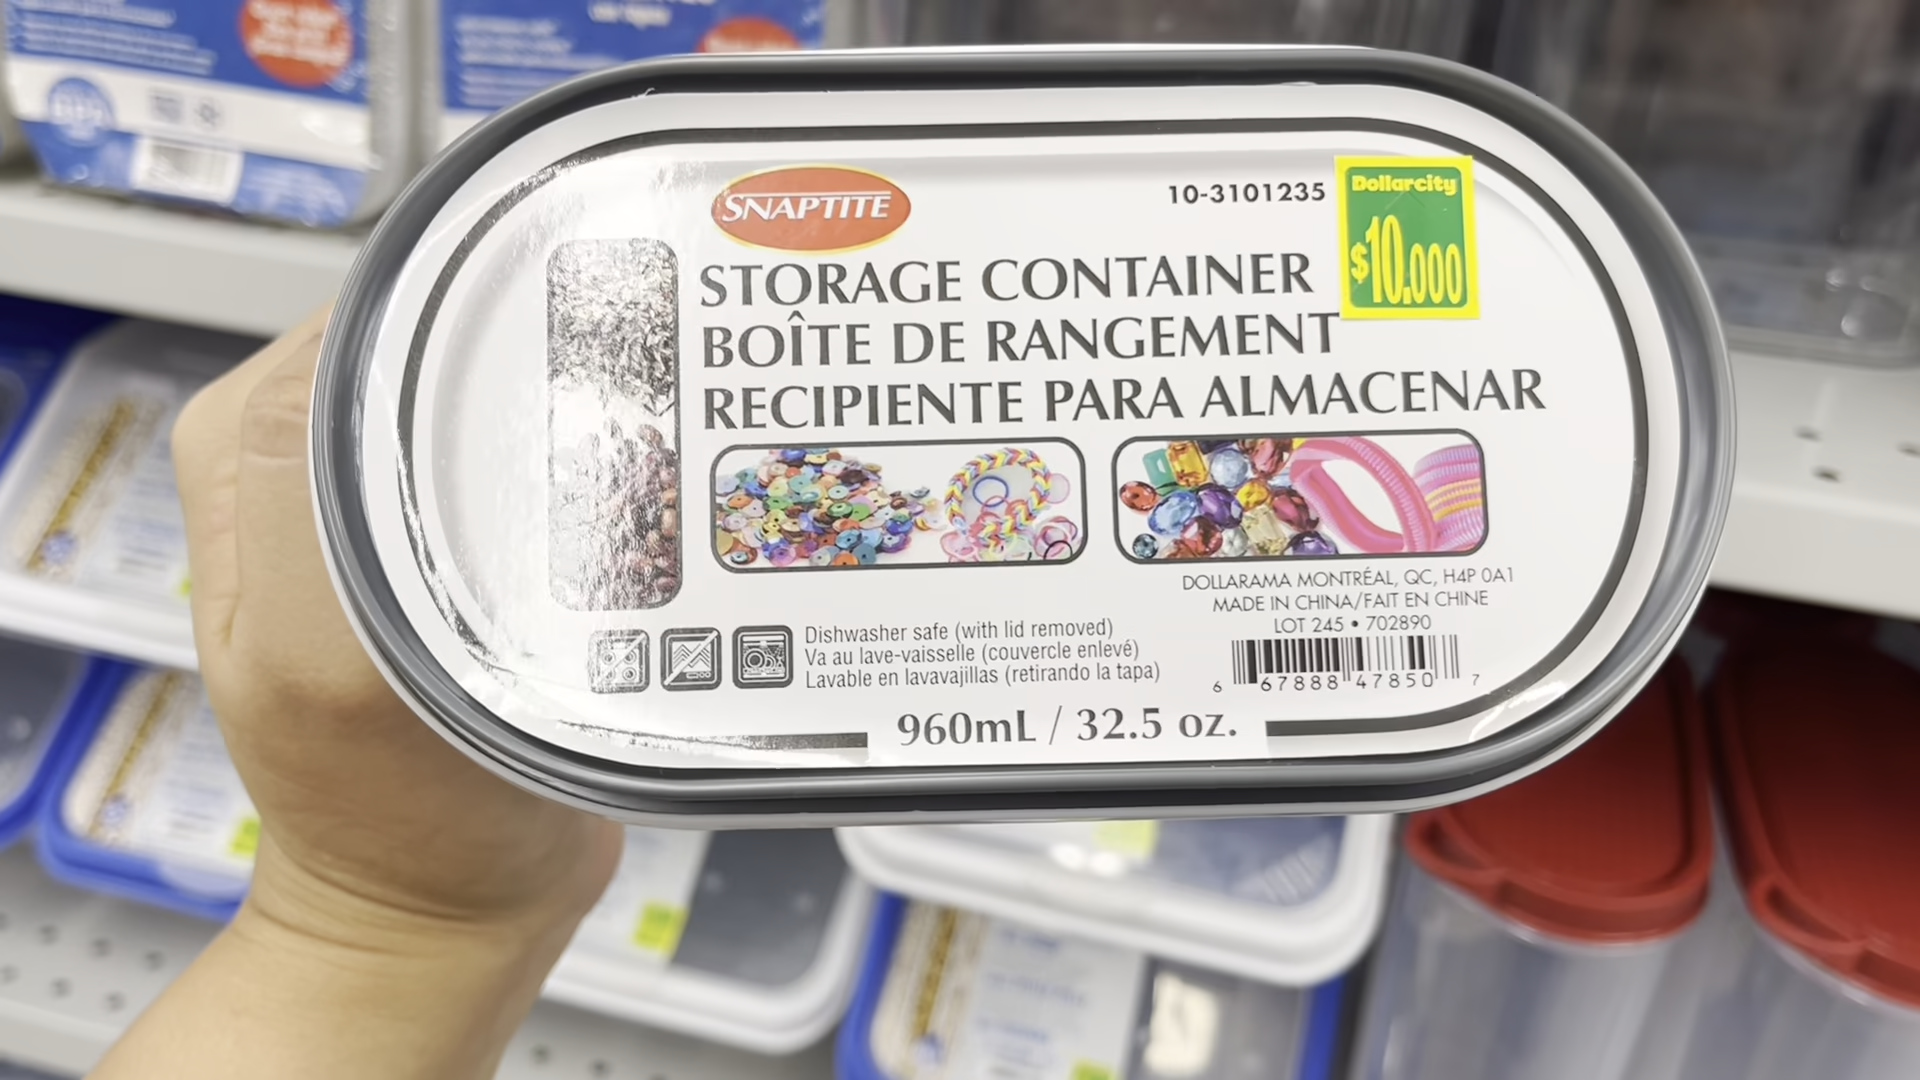 SNAPTITE
10-3101235
Dollarcity
$10.000
STORAGE CONTAINER
BOÎTE DE RANGEMENT
RECIPIENTE PARA ALMACENAR
DOLLARAMA MONTRÉAL, QC, H4P 0A1
MADE IN CHINA/FAIT EN CHINE
LOT 245 • 702890
Dishwasher safe (with lid removed)
Va au lave-vaisselle (couvercle enlevé)
Lavable en lavavajillas (retirando la tapa)
6 67888 47850 7
960mL / 32.5 oz.